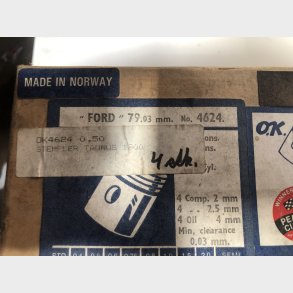 MADE IN NORWAY
" FORD " 79.03 mm. No. 4624.
OK4624 0,50
STEMPLER TAUNUS
4 stk.
O.K.
4 Comp. 2 mm
4 .. 2,5 mm
4 Oil 4 mm
Min. clearance
0,03 mm.
WINNER
STD